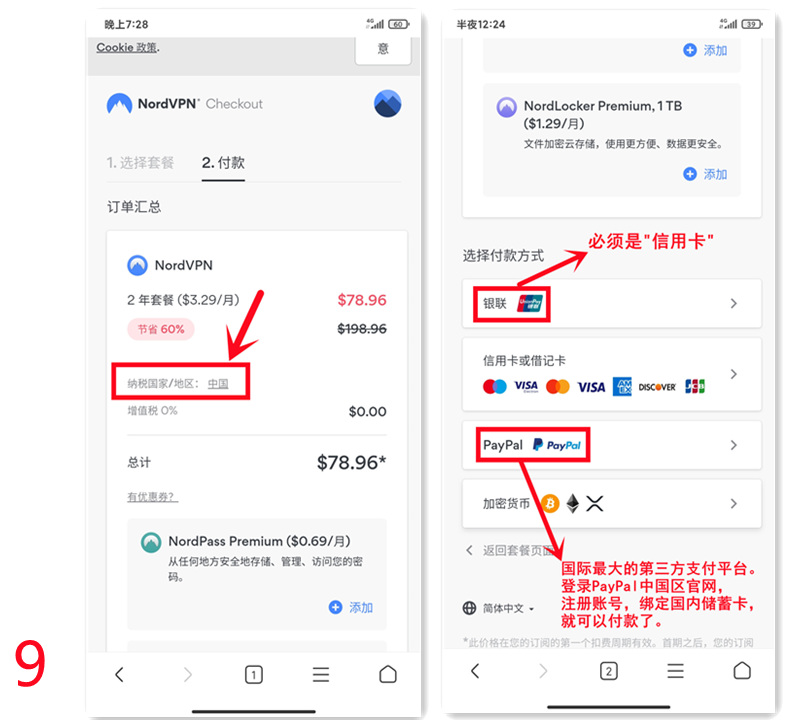 晚上7:28
4G
60
Cookie 政策.
意
NordVPN® Checkout
1. 选择套餐
2. 付款
订单汇总
NordVPN
2 年套餐 ($3.29/月)
$78.96
节省 60%
$198.96
纳税国家/地区： 中国
增值税 0%
$0.00
总计
$78.96*
有优惠券？
NordPass Premium ($0.69/月)
从任何地方安全地存储、管理、访问您的密
码。
添加
1
9
半夜12:24
4G
39
添加
NordLocker Premium, 1 TB
($1.29/月)
文件加密云存储，使用更方便、数据更安全。
添加
必须是"信用卡"
选择付款方式
银联
UnionPay
银联
信用卡或借记卡
VISA
VISA
AM
EX
DISCOVER
JCB
PayPal
PayPal
加密货币
返回套餐页面
国际最大的第三方支付平台。
登录PayPal中国区官网，
注册账号，绑定国内储蓄卡，
就可以付款了。
简体中文
*此价格在您的订阅的第一个扣费周期有效。首期之后，您的订阅
2